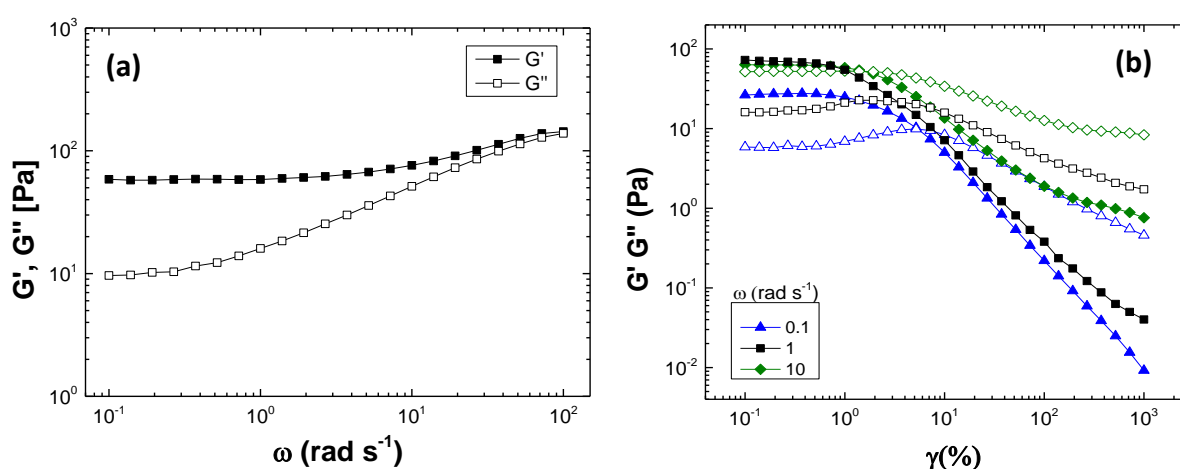 (a)
G'
G''
G', G'' [Pa]
10³
10²
10¹
10⁰
10⁻¹ 10⁰ 10¹ 10²
ω (rad s⁻¹)
(b)
G' G'' (Pa)
10²
10¹
10⁰
10⁻¹
10⁻²
ω (rad s⁻¹)
0.1
1
10
10⁻¹ 10⁰ 10¹ 10² 10³
γ(%)